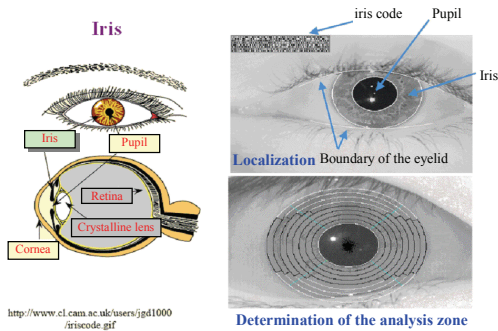 Iris
Iris
Pupil
Retina
Crystalline lens
Cornea
http://www.cl.cam.ac.uk/users/jgd1000
/iriscode.gif
iris code
Pupil
Iris
Localization
Boundary of the eyelid
Determination of the analysis zone